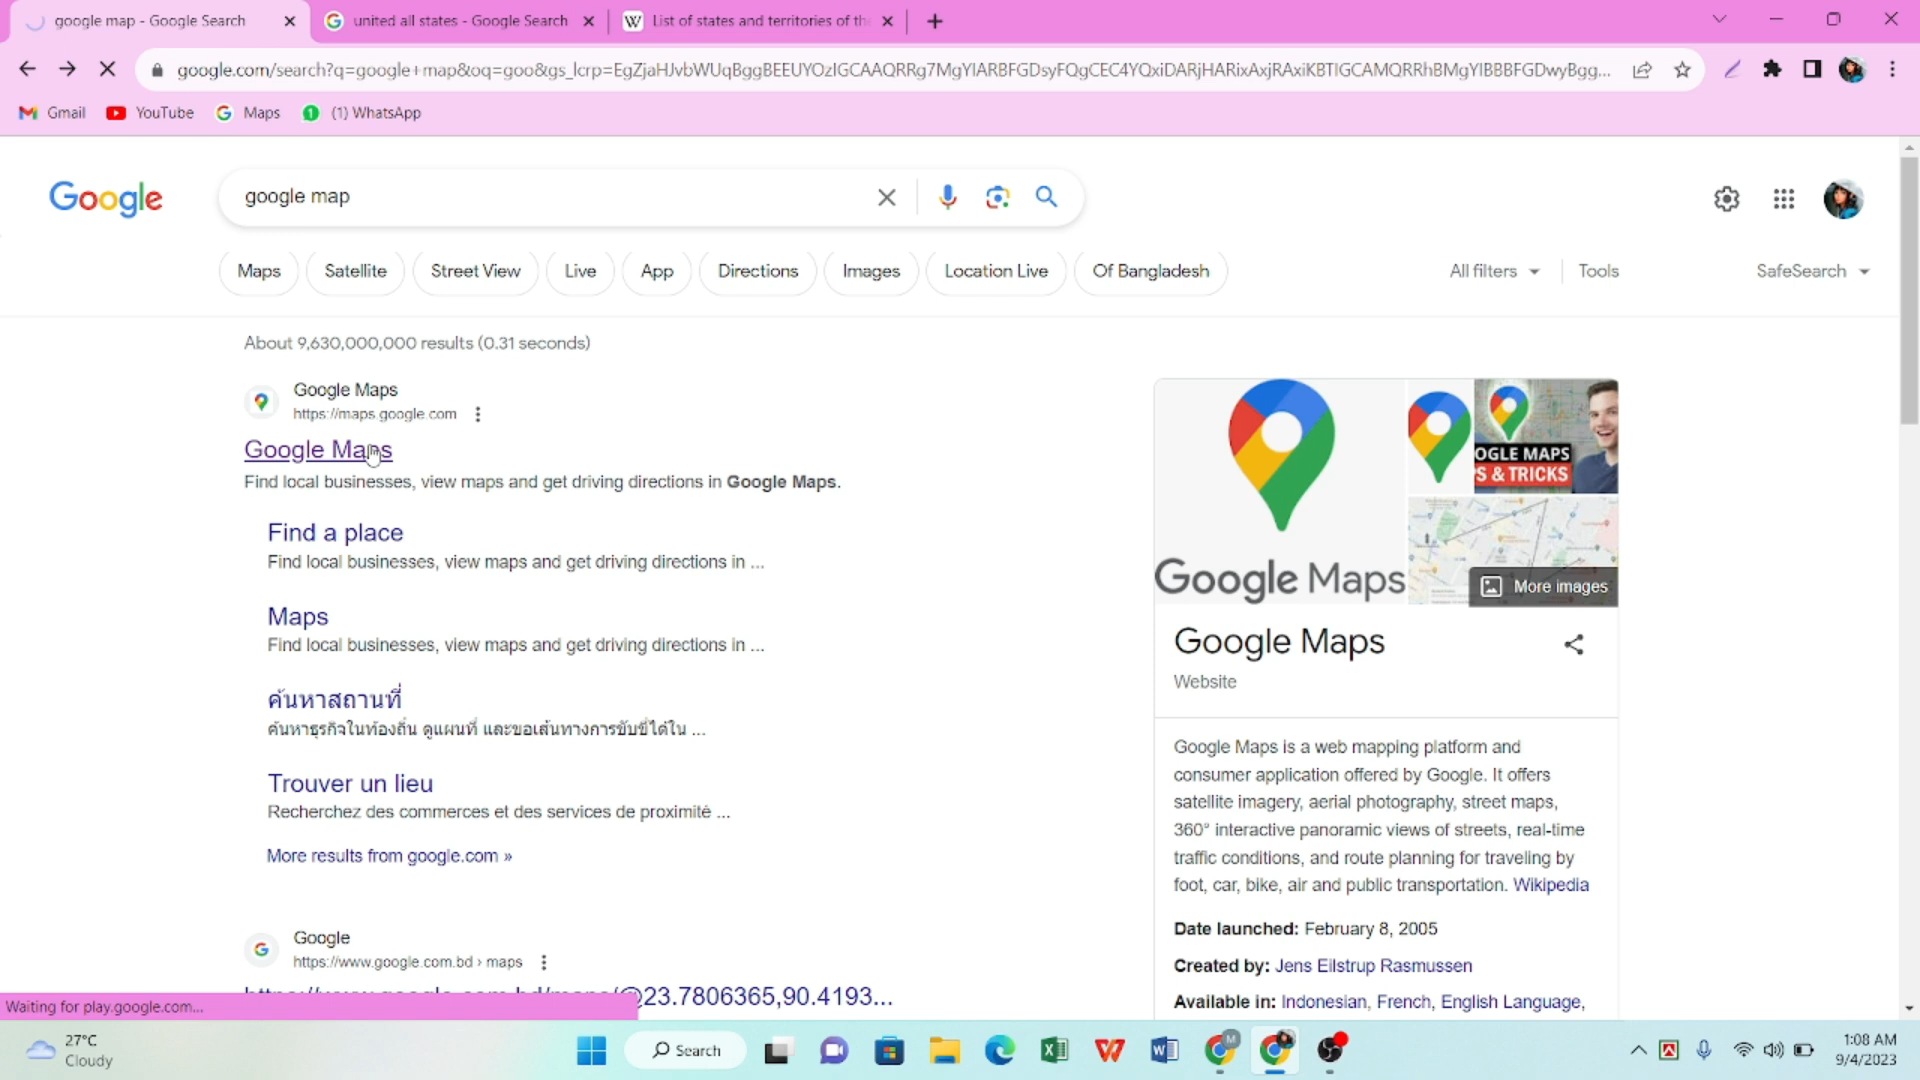 google map - Google Search
united all states - Google Search
List of states and territories of th
google.com/search?q=google+map&oq=goo&gs_lcrp=EgZjaHJvbWUqBggBEEUYOzIGCAAQRRg7MgYIARBFGDsyFQgCEC4YQxiDARjHARixAxjRAxiKBTIGCAMQRRhBMgYIBBBFGDwyBgg...
Gmail
YouTube
Maps
(1) WhatsApp
Google
google map
Maps
Satellite
Street View
Live
App
Directions
Images
Location Live
Of Bangladesh
All filters
Tools
SafeSearch
About 9,630,000,000 results (0.31 seconds)
Google Maps
https://maps.google.com
Google Maps
Find local businesses, view maps and get driving directions in Google Maps.
Find a place
Find local businesses, view maps and get driving directions in ...
Maps
Find local businesses, view maps and get driving directions in ...
ค้นหาสถานที่
ค้นหาธุรกิจในท้องถิ่น ดูแผนที่ และขอเส้นทางการขับขี่ได้ใน ...
Trouver un lieu
Recherchez des commerces et des services de proximité ...
More results from google.com »
Google
https://www.google.com.bd › maps
@23.7806365,90.4193...
Google Maps
OGLE MAPS
S & TRICKS
More images
Google Maps
Website
Google Maps is a web mapping platform and
consumer application offered by Google. It offers
satellite imagery, aerial photography, street maps,
360° interactive panoramic views of streets, real-time
traffic conditions, and route planning for traveling by
foot, car, bike, air and public transportation. Wikipedia
Date launched: February 8, 2005
Created by: Jens Eilstrup Rasmussen
Available in: Indonesian, French, English Language,
Waiting for play.google.com...
27°C
Cloudy
Search
1:08 AM
9/4/2023